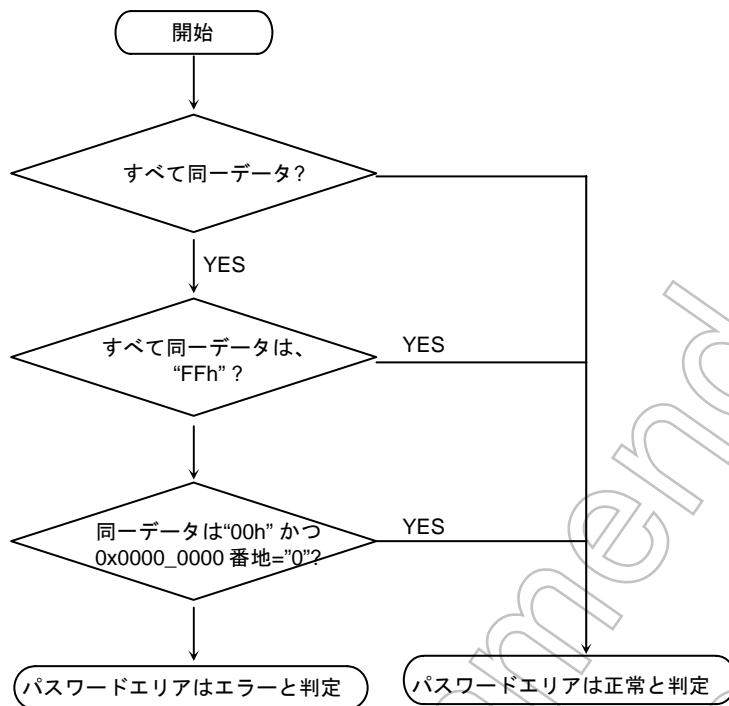 開始
すべて同一データ?
YES
すべて同一データは、
“FFh” ?
YES
同一データは“00h” かつ
0x0000_0000 番地=”0”?
YES
パスワードエリアはエラーと判定
パスワードエリアは正常と判定